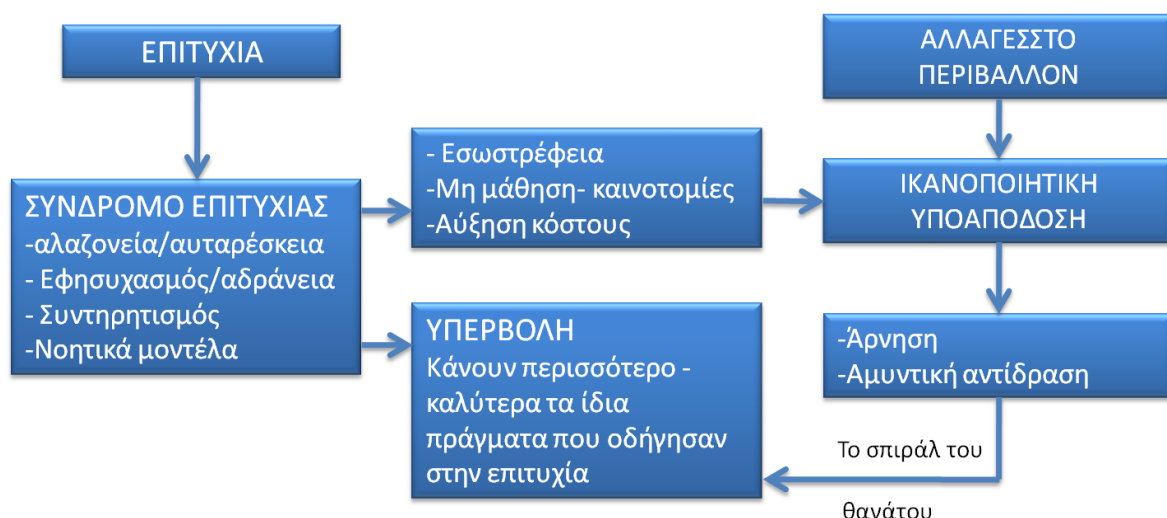 ΕΠΙΤΥΧΙΑ
ΑΛΛΑΓΕΣΣΤΟ
ΠΕΡΙΒΑΛΛΟΝ
ΣΥΝΔΡΟΜΟ ΕΠΙΤΥΧΙΑΣ
-αλαζονεία/αυταρέσκεια
- Εφησυχασμός/αδράνεια
- Συντηρητισμός
-Νοητικά μοντέλα
- Εσωστρέφεια
-Μη μάθηση- καινοτομίες
-Αύξηση κόστους
ΙΚΑΝΟΠΟΙΗΤΙΚΗ
ΥΠΟΑΠΟΔΟΣΗ
ΥΠΕΡΒΟΛΗ
Κάνουν περισσότερο -
καλύτερα τα ίδια
πράγματα που οδήγησαν
στην επιτυχία
-Άρνηση
-Αμυντική αντίδραση
Το σπιράλ του
θανάτου